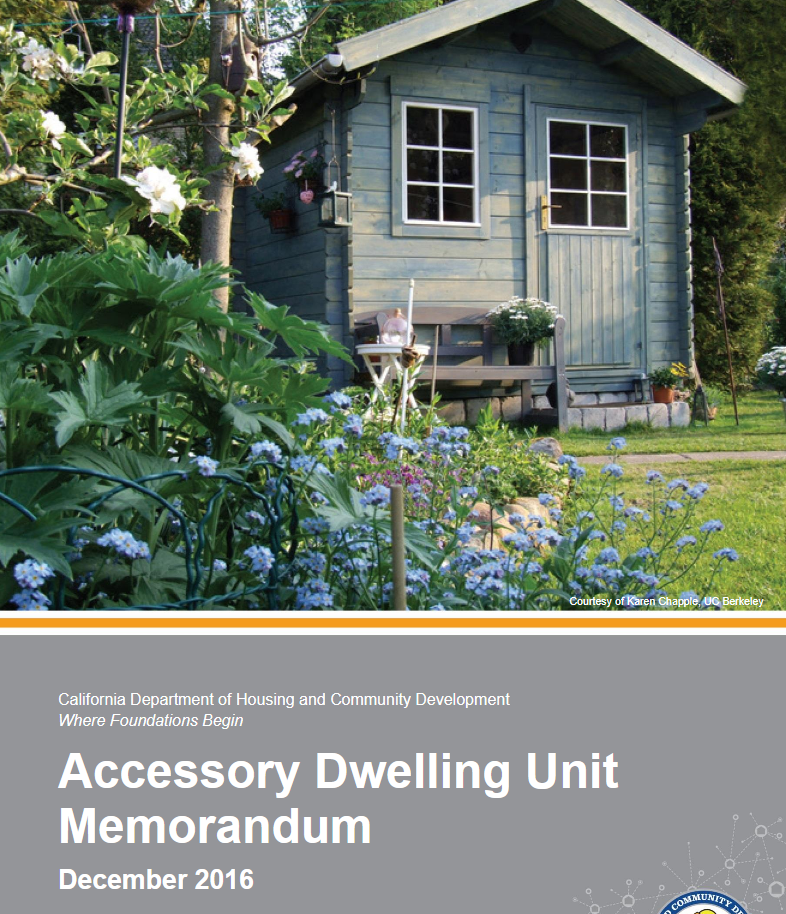 Courtesy of Karen Chapple, UC Berkeley
California Department of Housing and Community Development
Where Foundations Begin
Accessory Dwelling Unit
Memorandum
December 2016
COMMUNITY